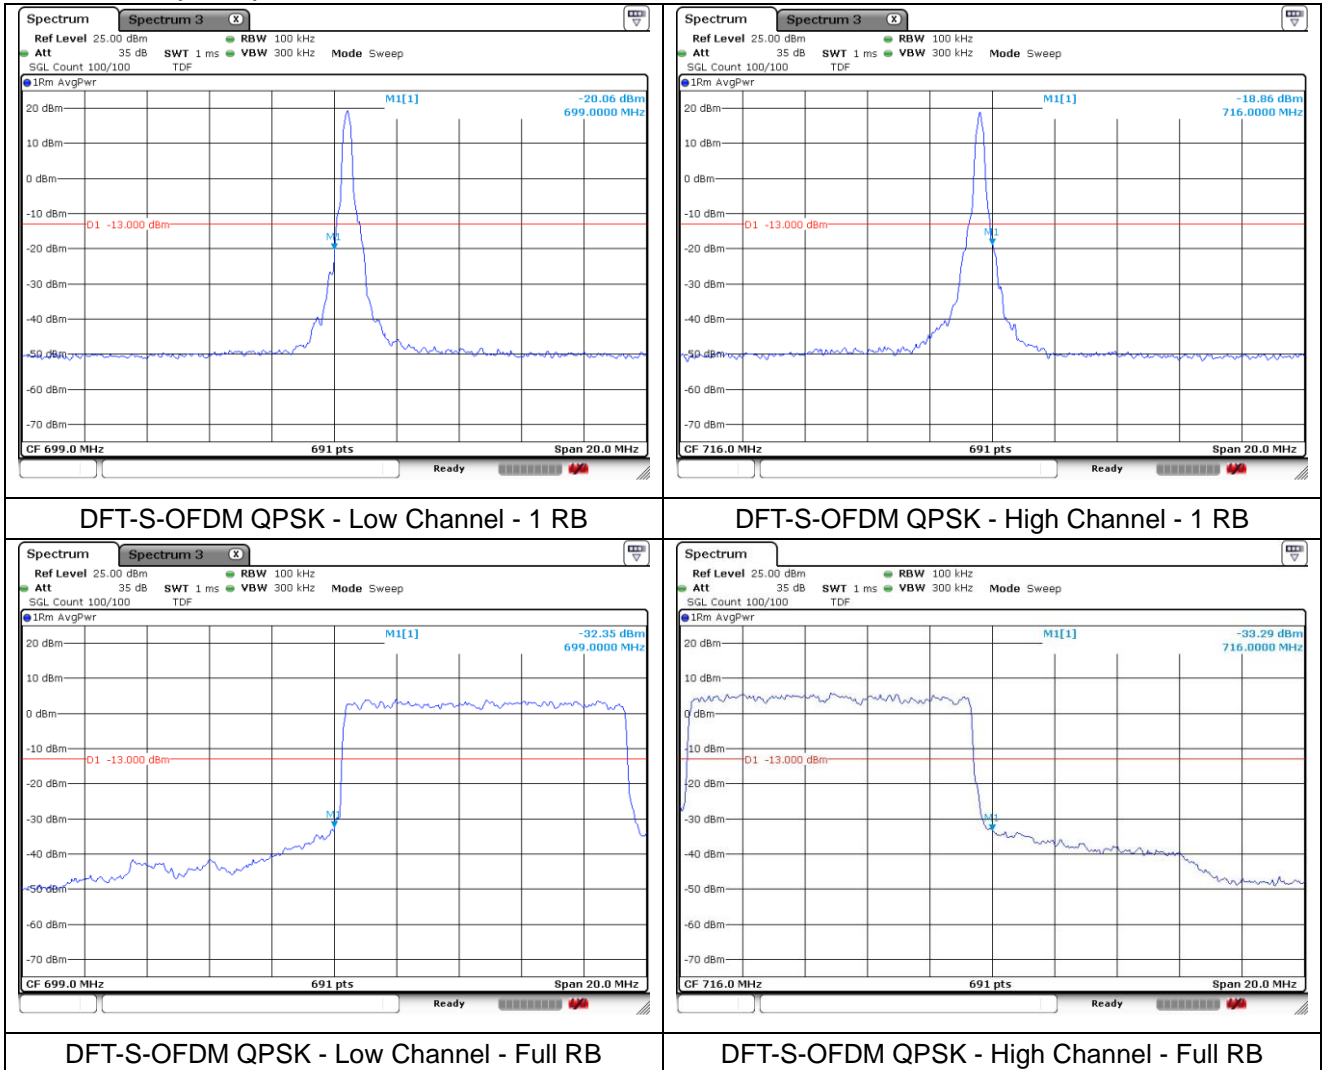 Spectrum Spectrum 3 X
Ref Level 25.00 dBm RBW 100 kHz
Att 35 dB SWT 1 ms VBW 300 kHz Mode Sweep
SGL Count 100/100 TDF
1Rm AvgPwr
M1[1] -20.06 dBm
699.0000 MHz
20 dBm
10 dBm
0 dBm
-10 dBm
D1 -13.000 dBm
M1
-20 dBm
-30 dBm
-40 dBm
-50 dBm
-60 dBm
-70 dBm
CF 699.0 MHz 691 pts Span 20.0 MHz
Ready
Spectrum Spectrum 3 X
Ref Level 25.00 dBm RBW 100 kHz
Att 35 dB SWT 1 ms VBW 300 kHz Mode Sweep
SGL Count 100/100 TDF
1Rm AvgPwr
M1[1] -18.86 dBm
716.0000 MHz
20 dBm
10 dBm
0 dBm
-10 dBm
D1 -13.000 dBm
M1
-20 dBm
-30 dBm
-40 dBm
-50 dBm
-60 dBm
-70 dBm
CF 716.0 MHz 691 pts Span 20.0 MHz
Ready
DFT-S-OFDM QPSK - Low Channel - 1 RB
DFT-S-OFDM QPSK - High Channel - 1 RB
Spectrum Spectrum 3 X
Ref Level 25.00 dBm RBW 100 kHz
Att 35 dB SWT 1 ms VBW 300 kHz Mode Sweep
SGL Count 100/100 TDF
1Rm AvgPwr
M1[1] -32.35 dBm
699.0000 MHz
20 dBm
10 dBm
0 dBm
-10 dBm
D1 -13.000 dBm
-20 dBm
-30 dBm
M1
-40 dBm
-50 dBm
-60 dBm
-70 dBm
CF 699.0 MHz 691 pts Span 20.0 MHz
Ready
Spectrum
Ref Level 25.00 dBm RBW 100 kHz
Att 35 dB SWT 1 ms VBW 300 kHz Mode Sweep
SGL Count 100/100 TDF
1Rm AvgPwr
M1[1] -33.29 dBm
716.0000 MHz
20 dBm
10 dBm
0 dBm
-10 dBm
D1 -13.000 dBm
-20 dBm
-30 dBm
M1
-40 dBm
-50 dBm
-60 dBm
-70 dBm
CF 716.0 MHz 691 pts Span 20.0 MHz
Ready
DFT-S-OFDM QPSK - Low Channel - Full RB
DFT-S-OFDM QPSK - High Channel - Full RB